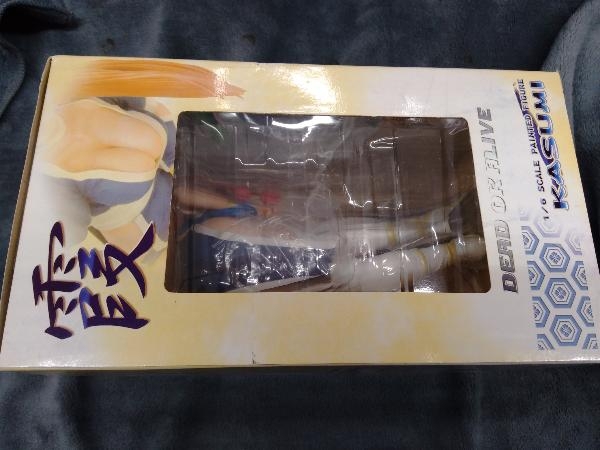 霞
DEAD OR ALIVE
1/6 SCALE PAINTED FIGURE
KASUMI